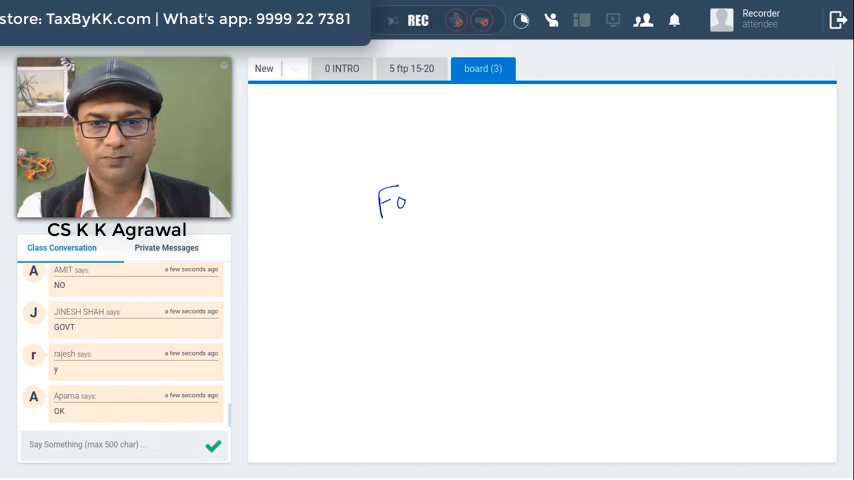 store: TaxByKK.com | What's app: 9999 22 7381
REC
Recorder
attendee
New
0 INTRO
5 ftp 15-20
board (3)
Fo
CS K K Agrawal
Class Conversation
Private Messages
A
AMIT says:
a few seconds ago
NO
J
JINESH SHAH says:
a few seconds ago
GOVT
r
rajesh says:
a few seconds ago
y
A
Aparna says:
a few seconds ago
OK
Say Something (max 500 char) ...